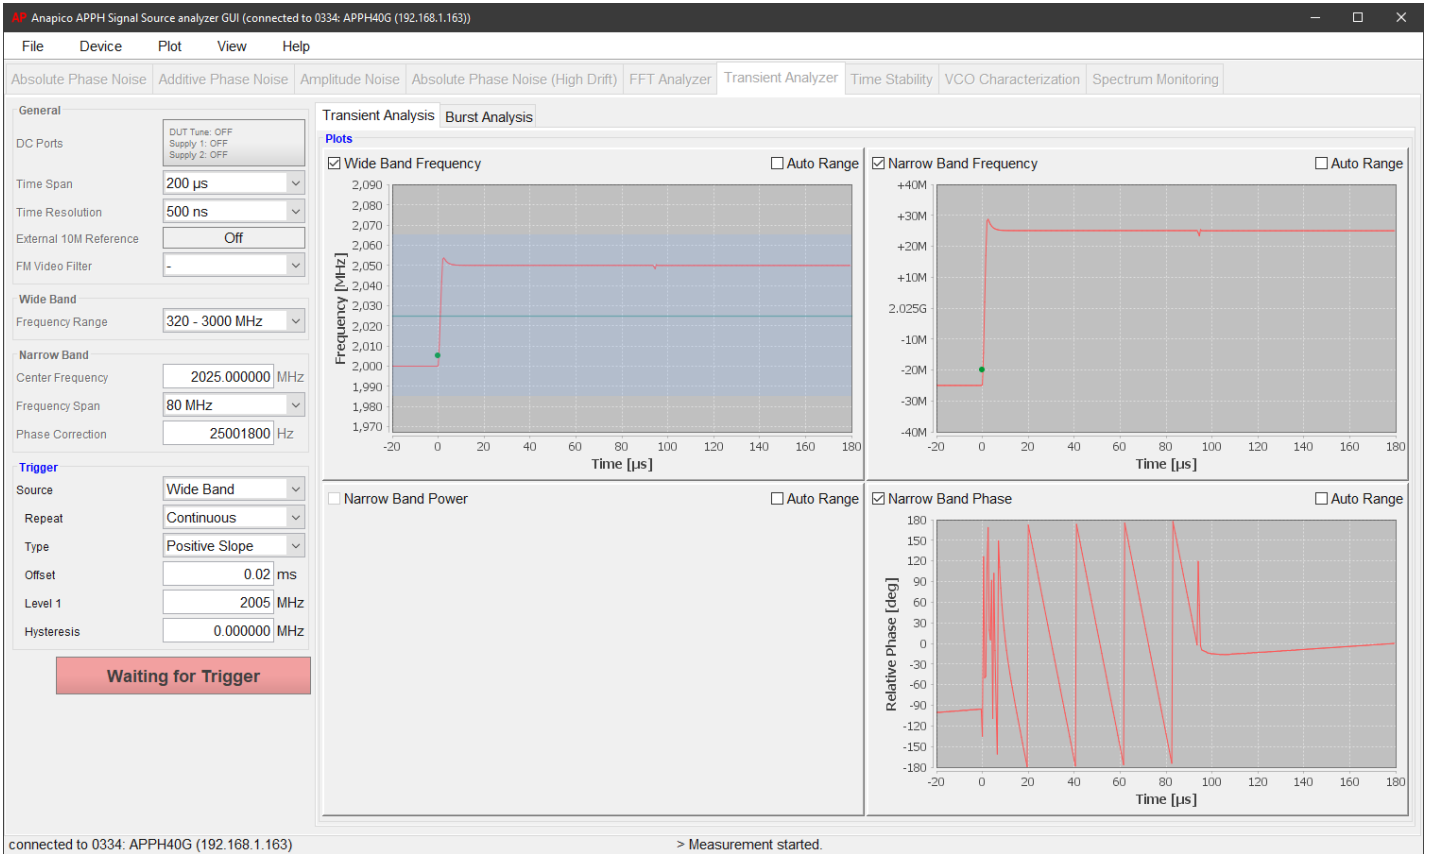 AP Anapico APPH Signal Source analyzer GUI (connected to 0334: APPH40G (192.168.1.163))
File Device Plot View Help
Absolute Phase Noise Additive Phase Noise Amplitude Noise Absolute Phase Noise (High Drift) FFT Analyzer Transient Analyzer Time Stability VCO Characterization Spectrum Monitoring
General
DC Ports
DUT Tune: OFF
Supply 1: OFF
Supply 2: OFF
Time Span 200 µs
Time Resolution 500 ns
External 10M Reference Off
FM Video Filter -
Wide Band
Frequency Range 320 - 3000 MHz
Narrow Band
Center Frequency 2025.000000 MHz
Frequency Span 80 MHz
Phase Correction 25001800 Hz
Trigger
Source Wide Band
Repeat Continuous
Type Positive Slope
Offset 0.02 ms
Level 1 2005 MHz
Hysteresis 0.000000 MHz
Waiting for Trigger
Transient Analysis Burst Analysis
Plots
Wide Band Frequency Auto Range
2,090
2,080
2,070
2,060
2,050
2,040
2,030
2,020
2,010
2,000
1,990
1,980
1,970
Frequency [MHz]
-20 0 20 40 60 80 100 120 140 160 180
Time [µs]
Narrow Band Frequency Auto Range
+40M
+30M
+20M
+10M
2.025G
-10M
-20M
-30M
-40M
-20 0 20 40 60 80 100 120 140 160 180
Time [µs]
Narrow Band Power Auto Range
Narrow Band Phase Auto Range
180
150
120
90
60
30
0
-30
-60
-90
-120
-150
-180
Relative Phase [deg]
-20 0 20 40 60 80 100 120 140 160 180
Time [µs]
connected to 0334: APPH40G (192.168.1.163) > Measurement started.